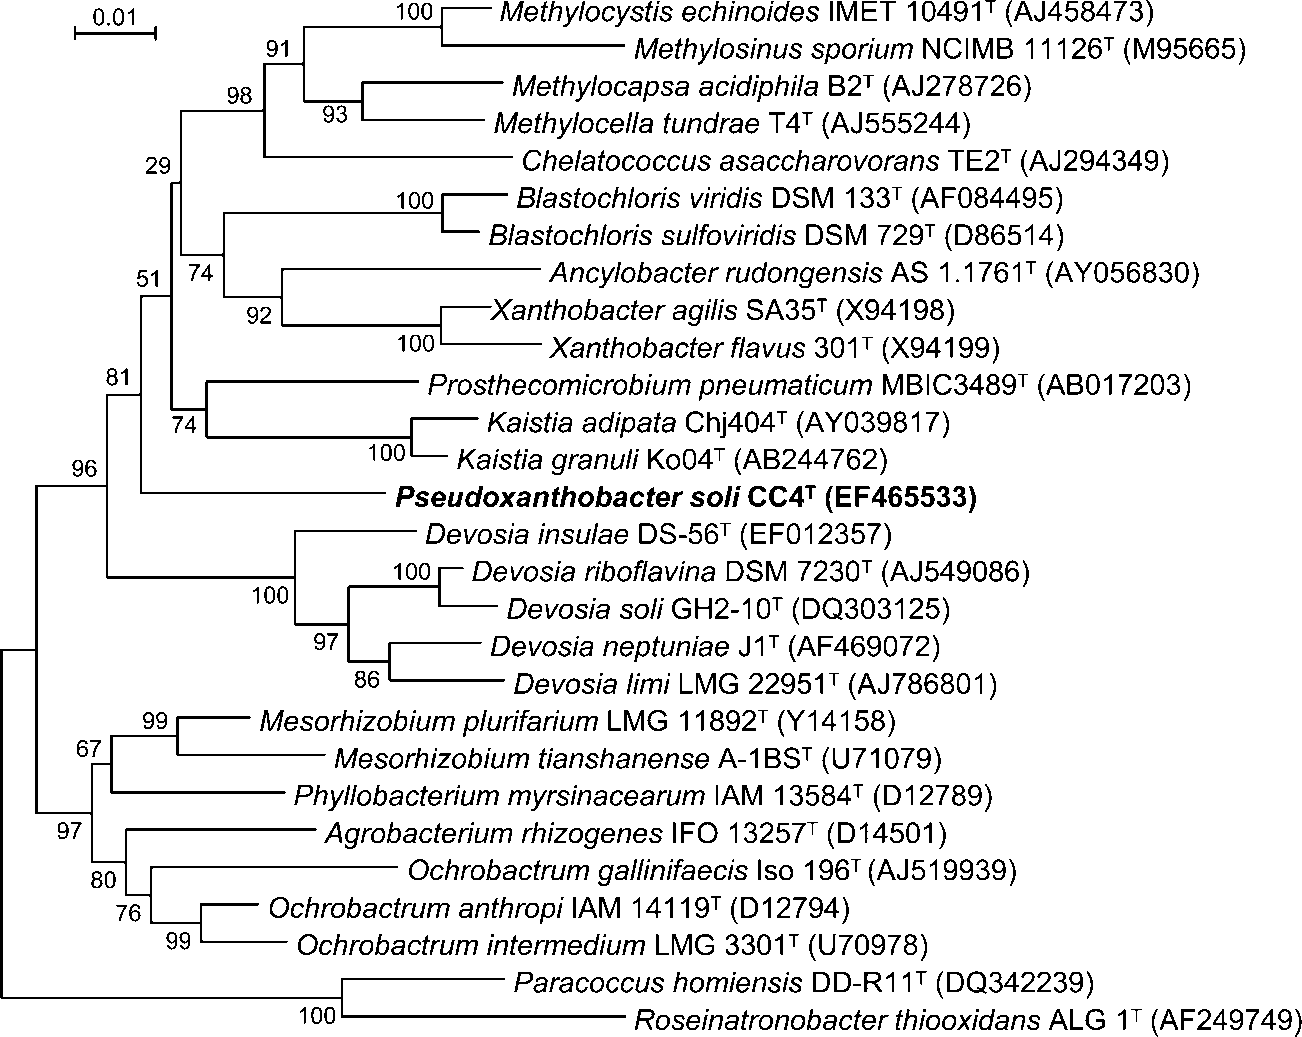 0.01
100
Methylocystis echinoides IMET 10491ᵀ (AJ458473)
91
Methylosinus sporium NCIMB 11126ᵀ (M95665)
98
Methylocapsa acidiphila B2ᵀ (AJ278726)
93
Methylocella tundrae T4ᵀ (AJ555244)
29
Chelatococcus asaccharovorans TE2ᵀ (AJ294349)
100
Blastochloris viridis DSM 133ᵀ (AF084495)
Blastochloris sulfoviridis DSM 729ᵀ (D86514)
74
Ancylobacter rudongensis AS 1.1761ᵀ (AY056830)
51
92
Xanthobacter agilis SA35ᵀ (X94198)
100
Xanthobacter flavus 301ᵀ (X94199)
81
Prosthecomicrobium pneumaticum MBIC3489ᵀ (AB017203)
74
Kaistia adipata Chj404ᵀ (AY039817)
100
Kaistia granuli Ko04ᵀ (AB244762)
96
Pseudoxanthobacter soli CC4ᵀ (EF465533)
Devosia insulae DS-56ᵀ (EF012357)
100
100
Devosia riboflavina DSM 7230ᵀ (AJ549086)
Devosia soli GH2-10ᵀ (DQ303125)
97
Devosia neptuniae J1ᵀ (AF469072)
86
Devosia limi LMG 22951ᵀ (AJ786801)
99
Mesorhizobium plurifarium LMG 11892ᵀ (Y14158)
67
Mesorhizobium tianshanense A-1BSᵀ (U71079)
Phyllobacterium myrsinacearum IAM 13584ᵀ (D12789)
97
Agrobacterium rhizogenes IFO 13257ᵀ (D14501)
80
Ochrobactrum gallinifaecis Iso 196ᵀ (AJ519939)
76
Ochrobactrum anthropi IAM 14119ᵀ (D12794)
99
Ochrobactrum intermedium LMG 3301ᵀ (U70978)
Paracoccus homiensis DD-R11ᵀ (DQ342239)
100
Roseinatronobacter thiooxidans ALG 1ᵀ (AF249749)